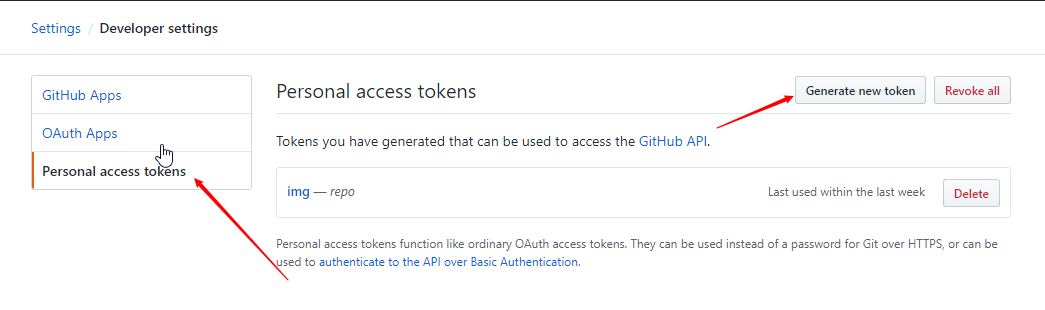 Settings / Developer settings
GitHub Apps
OAuth Apps
Personal access tokens
Personal access tokens
Generate new token
Revoke all
Tokens you have generated that can be used to access the GitHub API.
img — repo
Last used within the last week
Delete
Personal access tokens function like ordinary OAuth access tokens. They can be used instead of a password for Git over HTTPS, or can be
used to authenticate to the API over Basic Authentication.